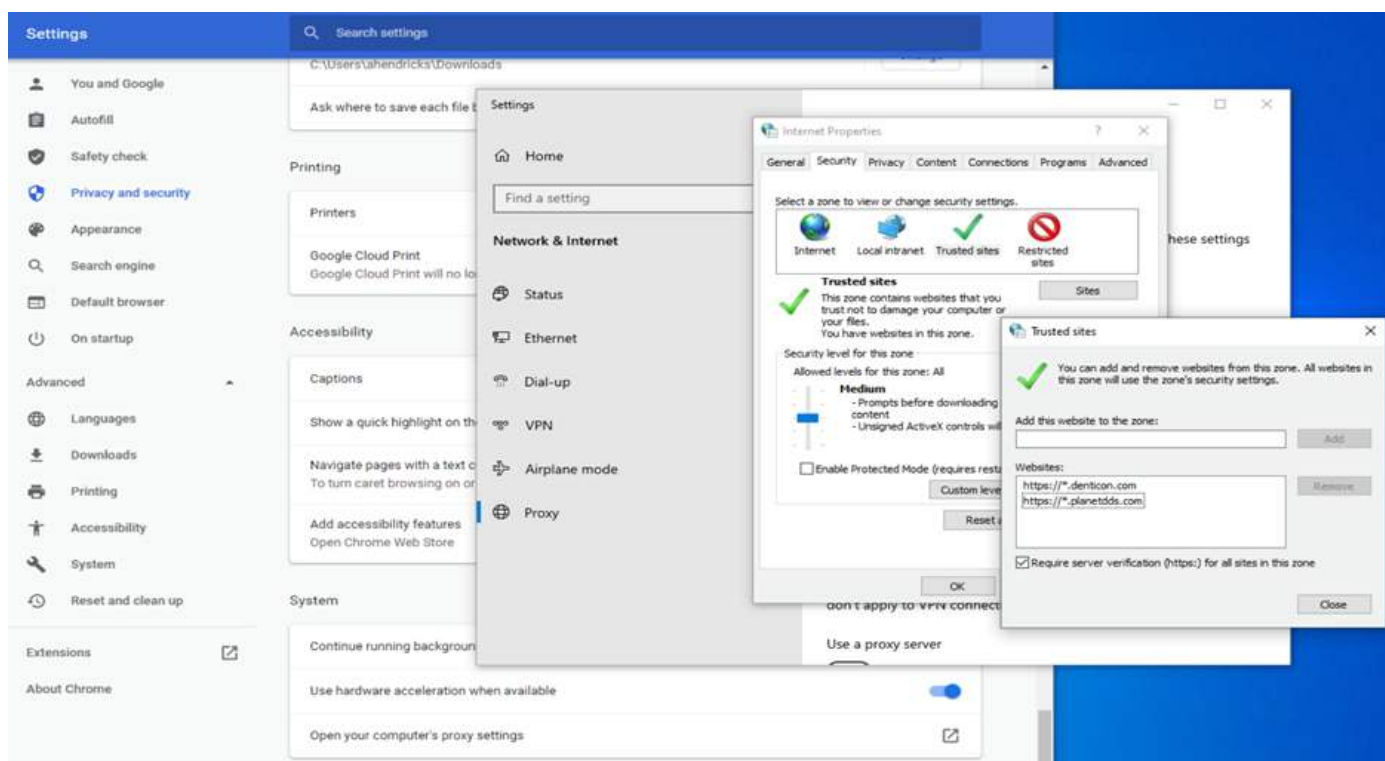 Settings
Search settings
You and Google
Autofill
Safety check
Privacy and security
Appearance
Search engine
Default browser
On startup
Advanced
Languages
Downloads
Printing
Accessibility
System
Reset and clean up
Extensions
About Chrome
C:\Users\ahendricks\Downloads
Ask where to save each file
Printing
Printers
Google Cloud Print
Google Cloud Print will no lo
Accessibility
Captions
Show a quick highlight on th
Navigate pages with a text c
To turn caret browsing on or
Add accessibility features
Open Chrome Web Store
System
Continue running backgroun
Use hardware acceleration when available
Open your computer's proxy settings
Settings
Home
Find a setting
Network & Internet
Status
Ethernet
Dial-up
VPN
Airplane mode
Proxy
hese settings
don't apply to VPN connect
Use a proxy server
Internet Properties
?
General Security Privacy Content Connections Programs Advanced
Select a zone to view or change security settings.
Internet Local intranet Trusted sites Restricted
sites
Trusted sites
Sites
This zone contains websites that you
trust not to damage your computer or
your files.
You have websites in this zone.
Security level for this zone
Allowed levels for this zone: All
Medium
- Prompts before downloading
content
- Unsigned ActiveX controls wil
Enable Protected Mode (requires resta
Custom leve
Reset a
OK
Trusted sites
You can add and remove websites from this zone. All websites in
this zone will use the zone's security settings.
Add this website to the zone:
Add
Websites:
https://*.denticon.com
https://*.planetdds.com
Remove
Require server verification (https:) for all sites in this zone
Close